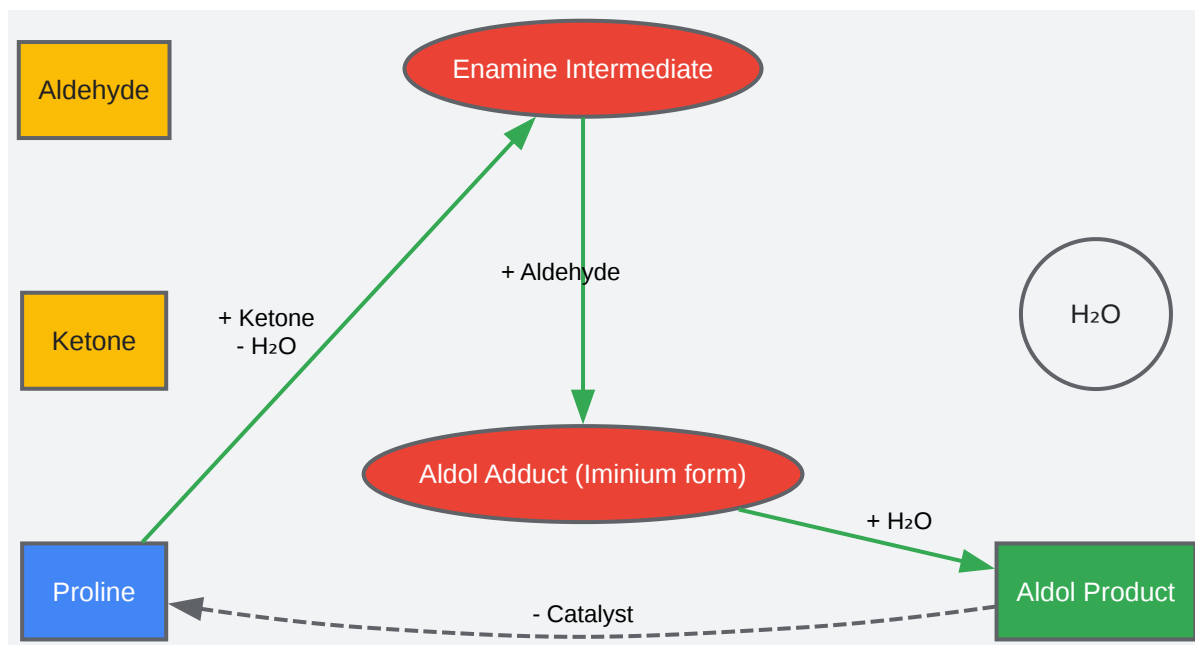 Aldehyde
Enamine Intermediate
+ Aldehyde
Ketone
+ Ketone
- H₂O
H₂O
Aldol Adduct (Iminium form)
+ H₂O
Proline
- Catalyst
Aldol Product